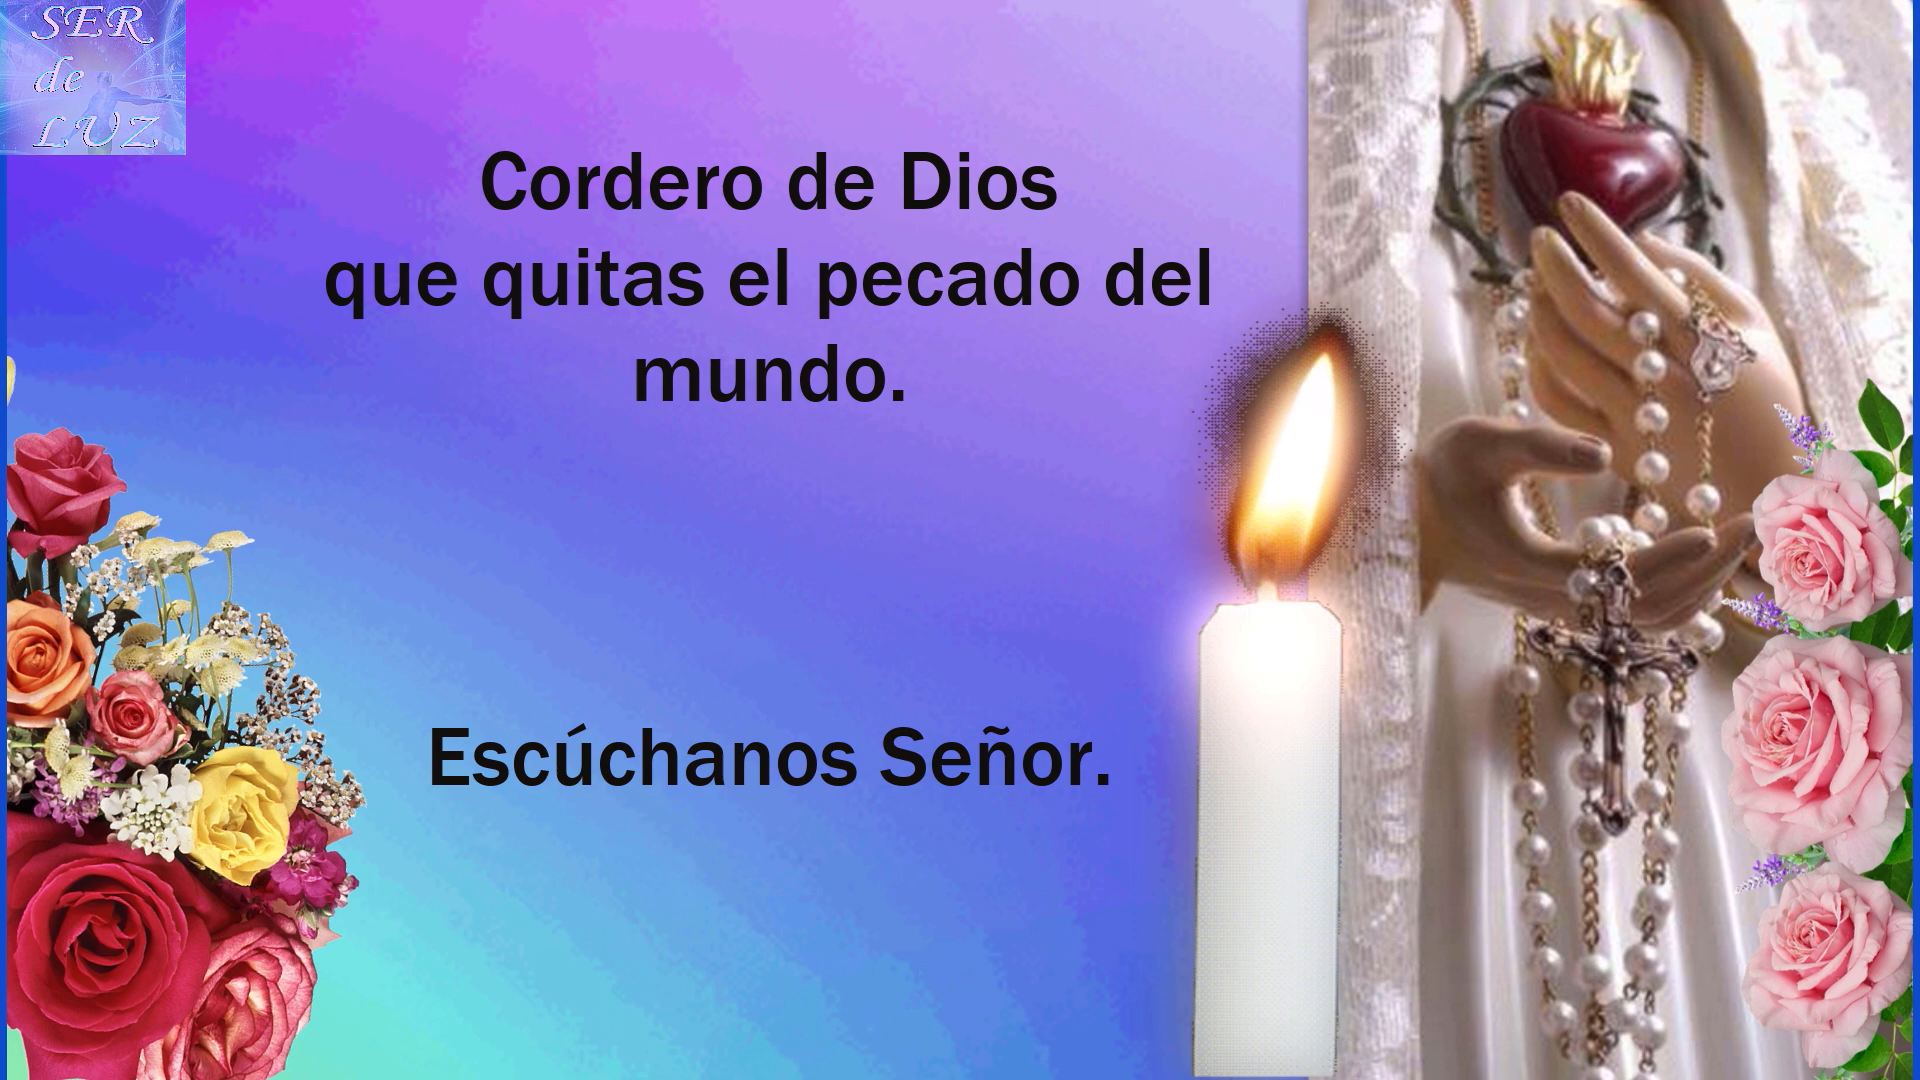 SER
de
LUZ
Cordero de Dios
que quitas el pecado del
mundo.
Escúchanos Señor.